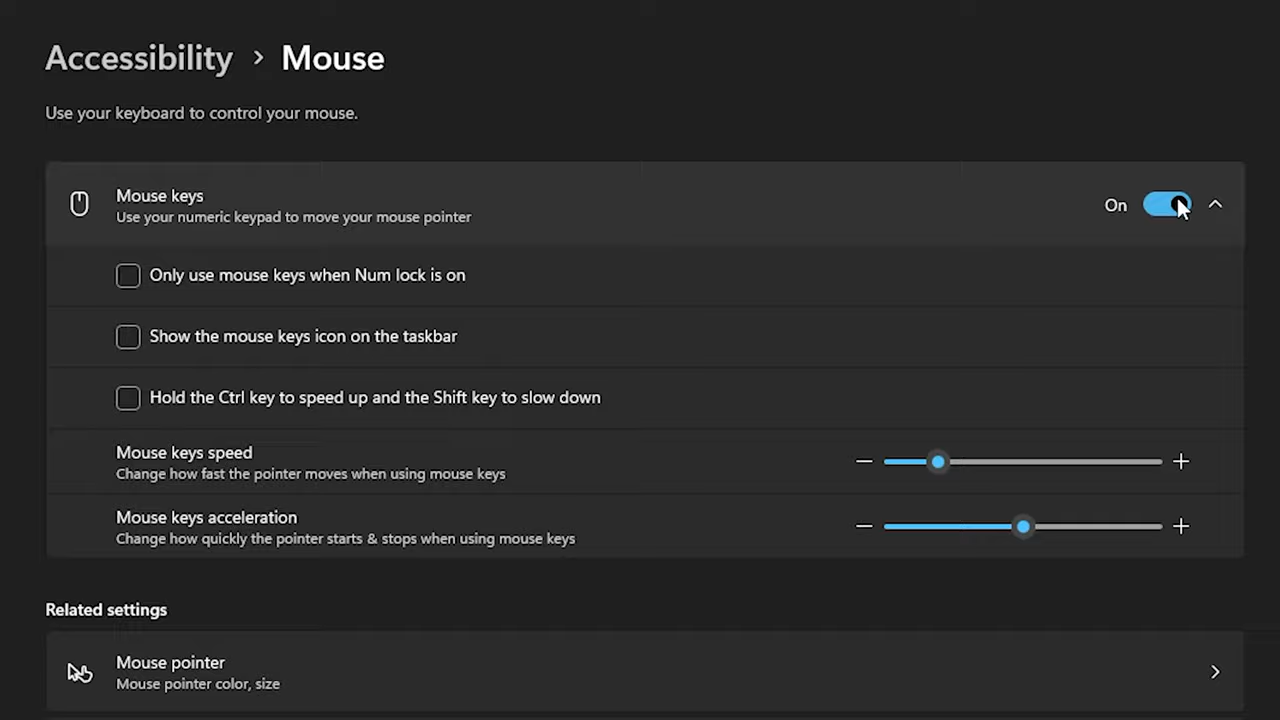 Accessibility > Mouse
Use your keyboard to control your mouse.
Mouse keys
Use your numeric keypad to move your mouse pointer
On
Only use mouse keys when Num lock is on
Show the mouse keys icon on the taskbar
Hold the Ctrl key to speed up and the Shift key to slow down
Mouse keys speed
Change how fast the pointer moves when using mouse keys
Mouse keys acceleration
Change how quickly the pointer starts & stops when using mouse keys
Related settings
Mouse pointer
Mouse pointer color, size